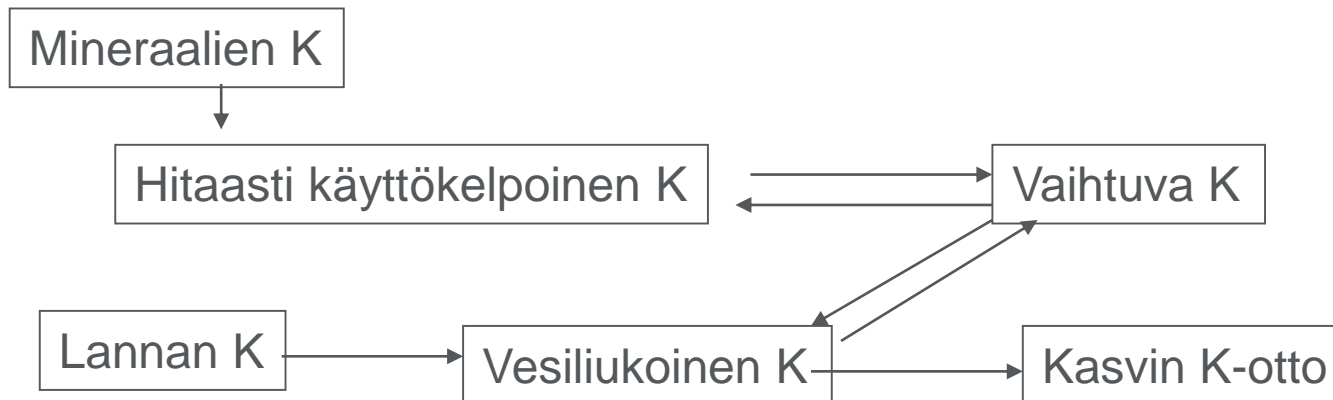 Mineraalien K
Hitaasti käyttökelpoinen K
Vaihtuva K
Lannan K
Vesiliukoinen K
Kasvin K-otto